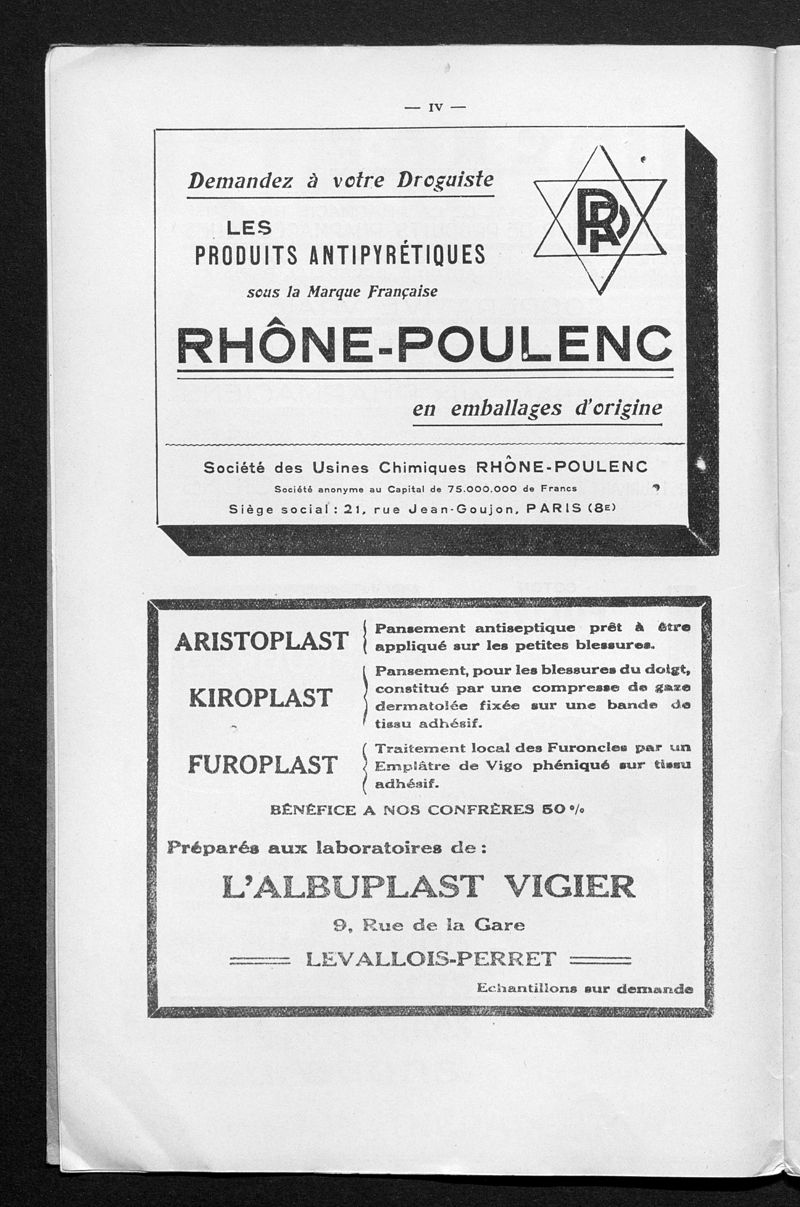 — IV —
Demandez à votre Droguiste
LES
PRODUITS ANTIPYRÉTIQUES
sous la Marque Française
RHÔNE-POULENC
en emballages d'origine
Société des Usines Chimiques RHÔNE-POULENC
Société anonyme au Capital de 75.000.000 de Francs
Siège social : 21, rue Jean-Goujon, PARIS (8E)
ARISTOPLAST
Pansement antiseptique prêt à être
appliqué sur les petites blessures.
KIROPLAST
Pansement, pour les blessures du doigt,
constitué par une compresse de gaze
dermatolée fixée sur une bande de
tissu adhésif.
FUROPLAST
Traitement local des Furoncles par un
Emplâtre de Vigo phéniqué sur tissu
adhésif.
BÉNÉFICE A NOS CONFRÈRES 50 %
Préparés aux laboratoires de :
L'ALBUPLAST VIGIER
9, Rue de la Gare
LEVALLOIS-PERRET
Echantillons sur demande